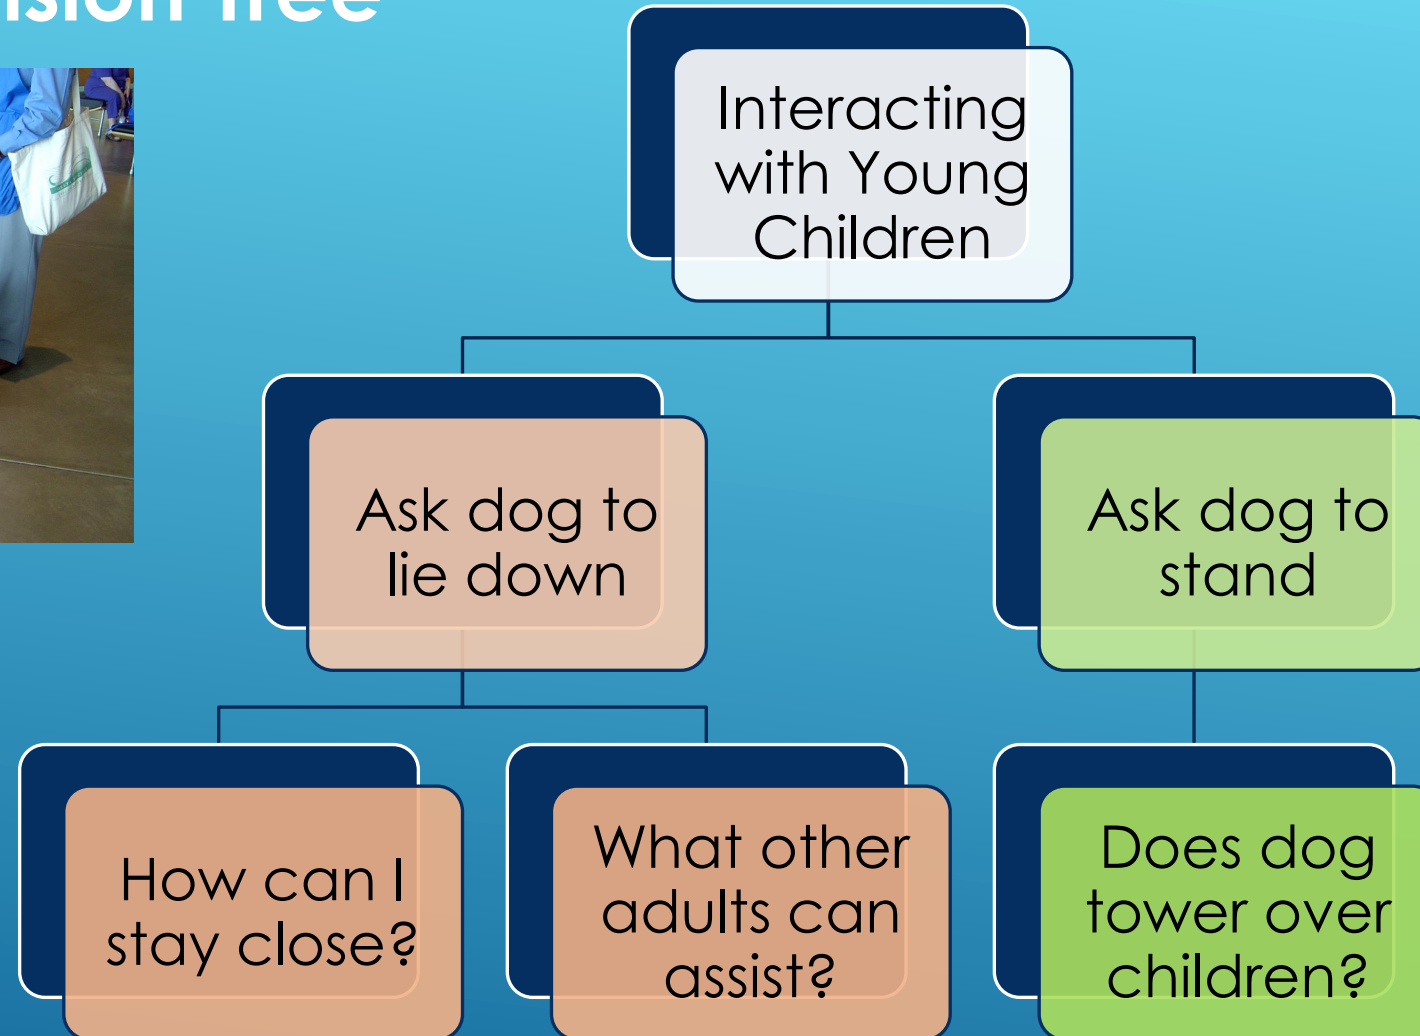 tree
Interacting
with Young
Children
Ask dog to
lie down
Ask dog to
stand
How can I
stay close?
What other
adults can
assist?
Does dog
tower over
children?